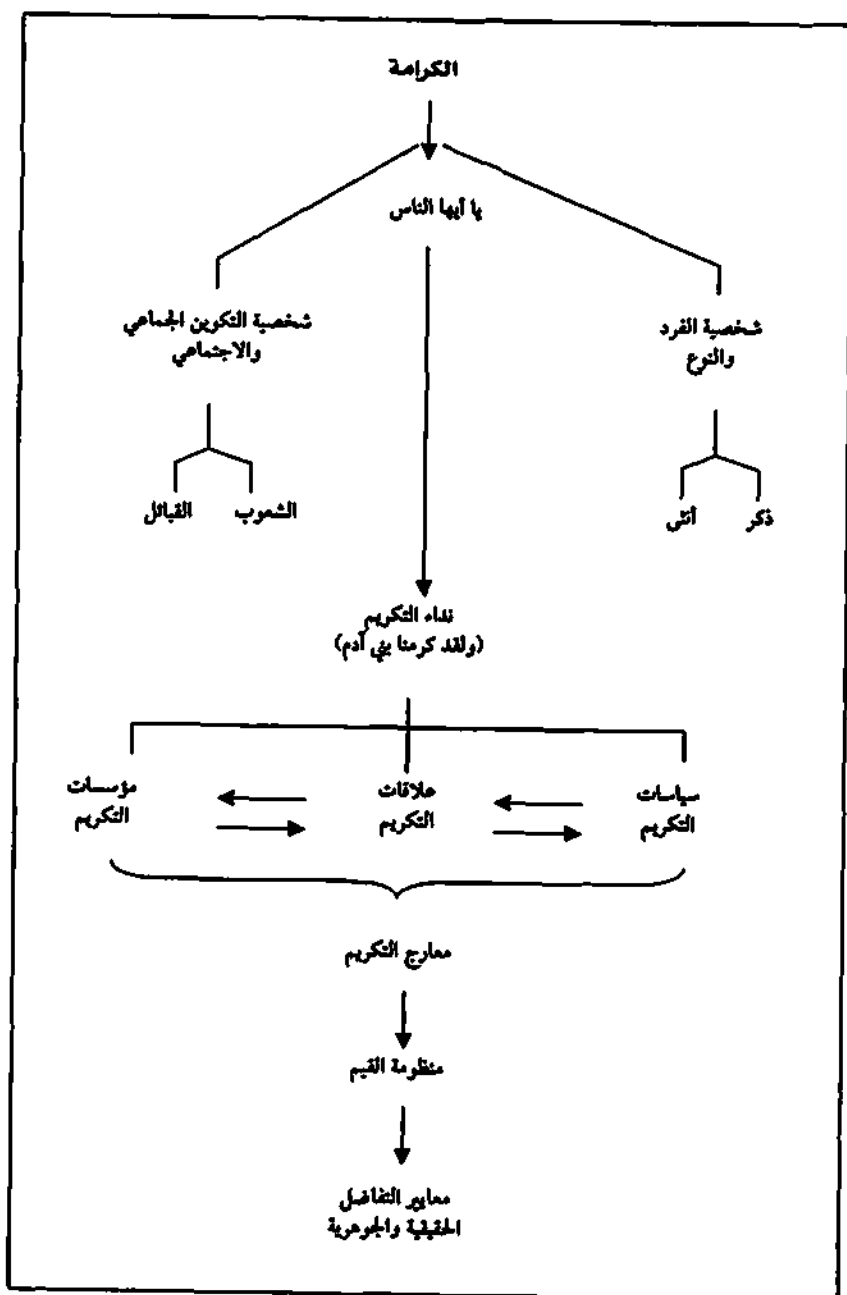 الكرامة
يا أيها الناس
شخصية الفرد
والنوع
شخصية التكوين الجماعي
والاجتماعي
ذكر
أنثى
الشعوب
القبائل
نداء التكريم
(ولقد كرمنا بني آدم)
سياسات
التكريم
علاقات
التكريم
مؤسسات
التكريم
معارج التكريم
منظومة القيم
معايير التفاضل
الحقيقية والجوهرية